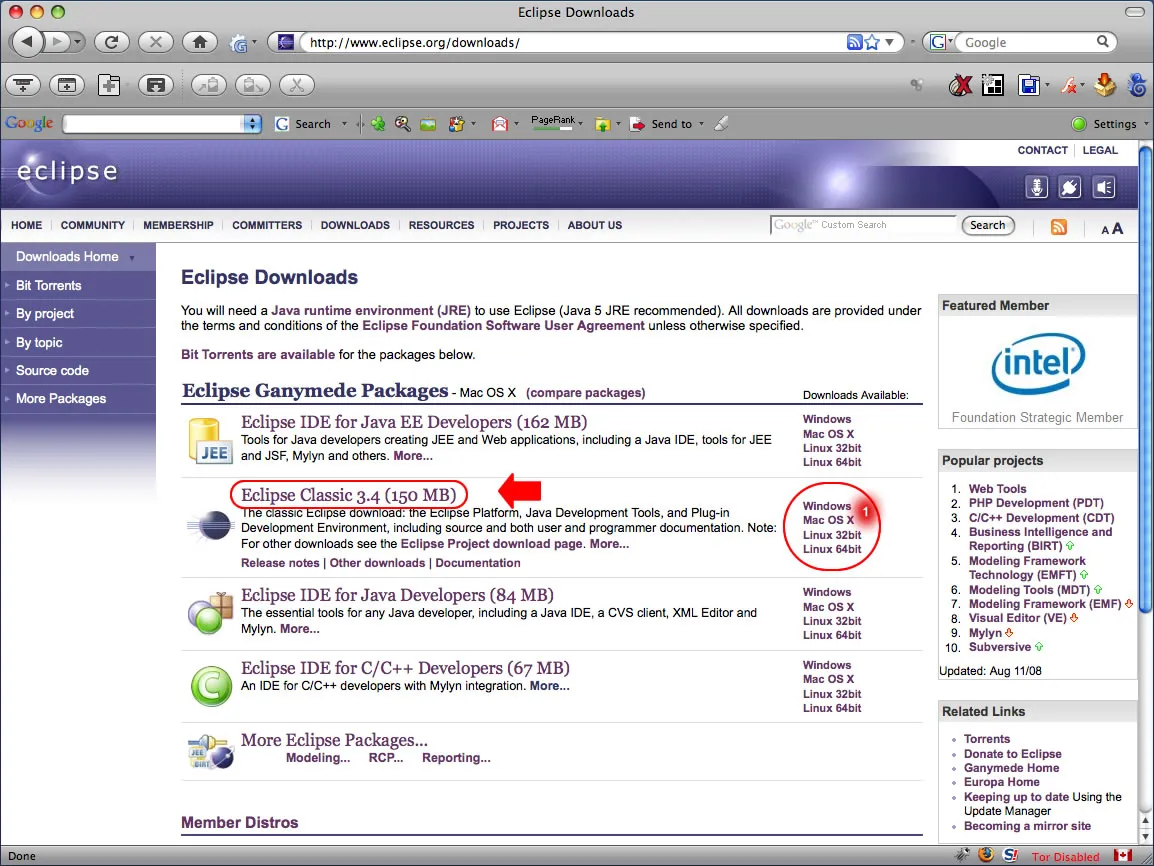 Eclipse Downloads
http://www.eclipse.org/downloads/
Google
Google
Search
PageRank
Send to
Settings
CONTACT
LEGAL
eclipse
HOME
COMMUNITY
MEMBERSHIP
COMMITTERS
DOWNLOADS
RESOURCES
PROJECTS
ABOUT US
Google™ Custom Search
Search
A A
Downloads Home
Bit Torrents
By project
By topic
Source code
More Packages
Eclipse Downloads
You will need a Java runtime environment (JRE) to use Eclipse (Java 5 JRE recommended). All downloads are provided under
the terms and conditions of the Eclipse Foundation Software User Agreement unless otherwise specified.
Bit Torrents are available for the packages below.
Eclipse Ganymede Packages - Mac OS X (compare packages)
Downloads Available:
JEE
Eclipse IDE for Java EE Developers (162 MB)
Tools for Java developers creating JEE and Web applications, including a Java IDE, tools for JEE
and JSF, Mylyn and others. More...
Windows
Mac OS X
Linux 32bit
Linux 64bit
Eclipse Classic 3.4 (150 MB)
The classic Eclipse download: the Eclipse Platform, Java Development Tools, and Plug-in
Development Environment, including source and both user and programmer documentation. Note:
For other downloads see the Eclipse Project download page. More...
Release notes | Other downloads | Documentation
Windows
Mac OS X
Linux 32bit
Linux 64bit
1
Eclipse IDE for Java Developers (84 MB)
The essential tools for any Java developer, including a Java IDE, a CVS client, XML Editor and
Mylyn. More...
Windows
Mac OS X
Linux 32bit
Linux 64bit
C
Eclipse IDE for C/C++ Developers (67 MB)
An IDE for C/C++ developers with Mylyn integration. More...
Windows
Mac OS X
Linux 32bit
Linux 64bit
JEE
BIRT
More Eclipse Packages...
Modeling...
RCP...
Reporting...
Member Distros
Featured Member
intel
Foundation Strategic Member
Popular projects
1. Web Tools
2. PHP Development (PDT)
3. C/C++ Development (CDT)
4. Business Intelligence and
Reporting (BIRT)
5. Modeling Framework
Technology (EMFT)
6. Modeling Tools (MDT)
7. Modeling Framework (EMF)
8. Visual Editor (VE)
9. Mylyn
10. Subversive
Updated: Aug 11/08
Related Links
Torrents
Donate to Eclipse
Ganymede Home
Europa Home
Keeping up to date Using the
Update Manager
Becoming a mirror site
Done
S!
Tor Disabled